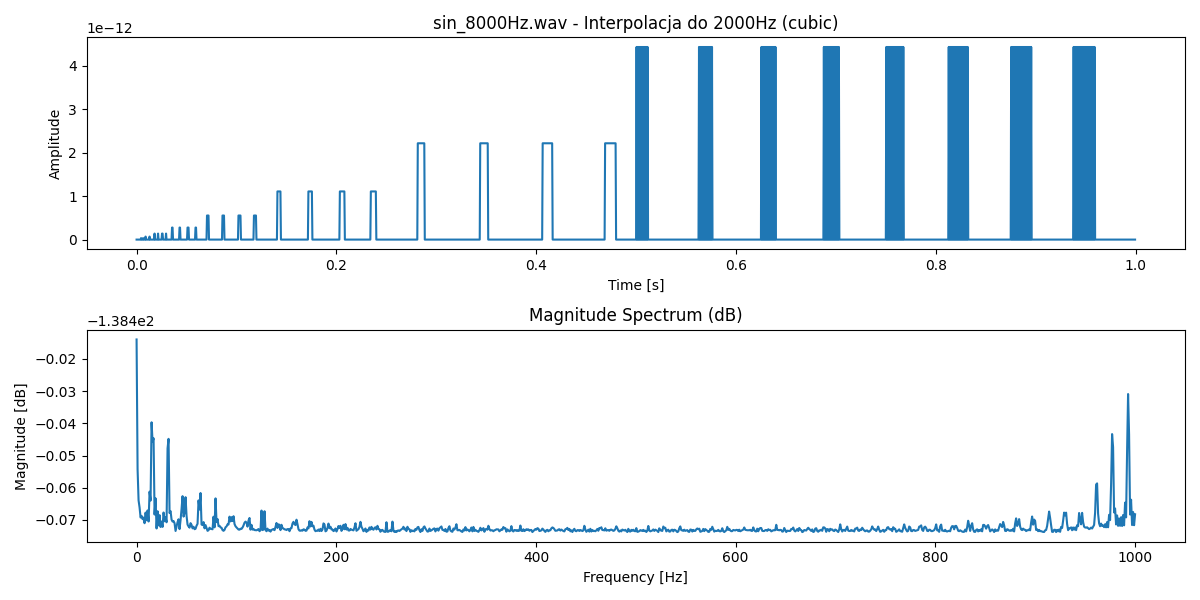 sin_8000Hz.wav - Interpolacja do 2000Hz (cubic)
1e−12
4
3
2
1
0
Amplitude
0.0 0.2 0.4 0.6 0.8 1.0
Time [s]
Magnitude Spectrum (dB)
−1.384e2
−0.02
−0.03
−0.04
−0.05
−0.06
−0.07
Magnitude [dB]
0 200 400 600 800 1000
Frequency [Hz]